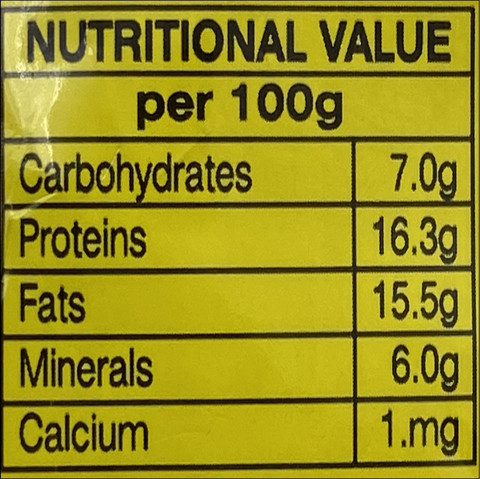 NUTRITIONAL VALUE
per 100g
Carbohydrates 7.0g
Proteins 16.3g
Fats 15.5g
Minerals 6.0g
Calcium 1.mg